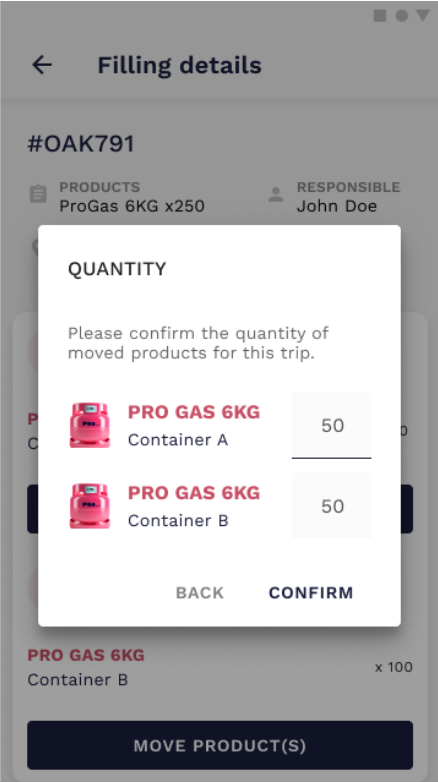 Filling details
#OAK791
PRODUCTS
ProGas 6KG x250
RESPONSIBLE
John Doe
QUANTITY
Please confirm the quantity of
moved products for this trip.
PRO GAS 6KG
Container A
50
PRO GAS 6KG
Container B
50
BACK
CONFIRM
PRO GAS 6KG
Container B
x 100
MOVE PRODUCT(S)